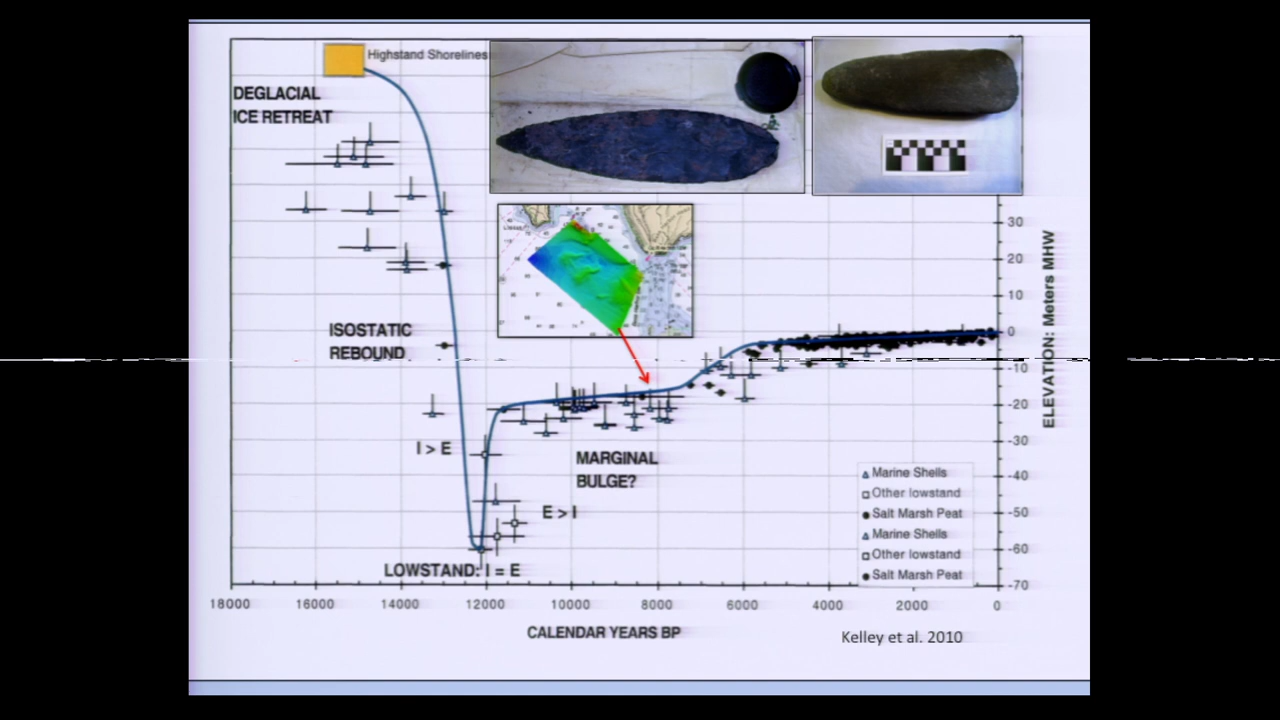 Highstand Shorelines
DEGLACIAL
ICE RETREAT
30
20
10
0
-10
-20
-30
-40
-50
-60
-70
ELEVATION: Meters MHW
ISOSTATIC
REBOUND
I > E
MARGINAL
BULGE?
E > I
LOWSTAND: I = E
Marine Shells
Other lowstand
Salt Marsh Peat
Marine Shells
Other lowstand
Salt Marsh Peat
18000 16000 14000 12000 10000 8000 6000 4000 2000 0
CALENDAR YEARS BP
Kelley et al. 2010